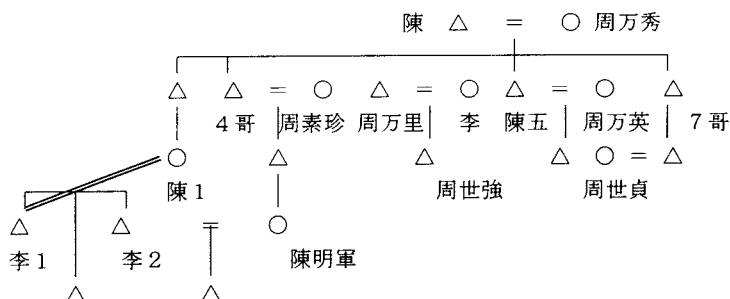 陳 △ = ○ 周万秀
△ △ = ○ △ = ○ △ = ○ △
4哥 周素珍 周万里 李 陳五 周万英 7哥
○ △ △ △ ○ = △
陳1 周世強 周世貞
△ △ = ○
李1 李2 陳明軍
△ △